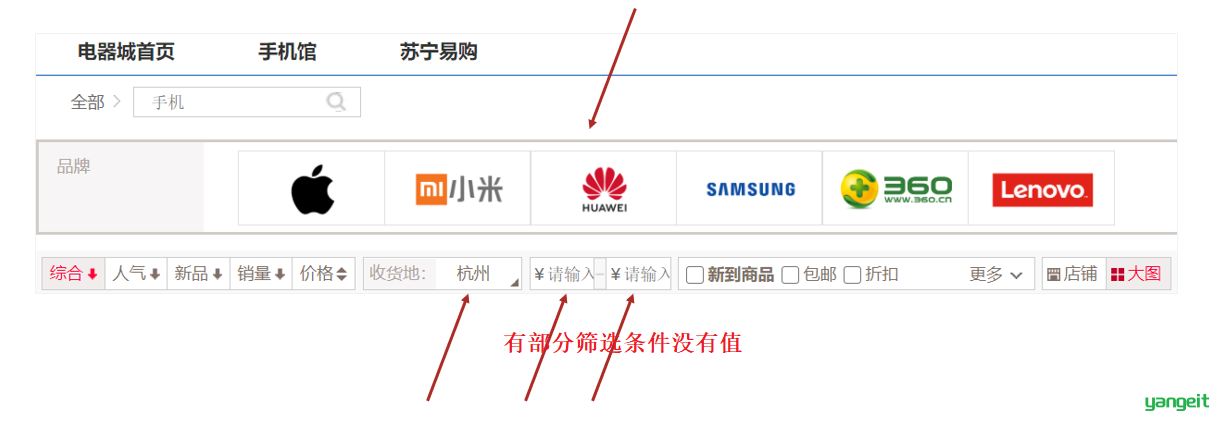 电器城首页 手机馆 苏宁易购
全部 > 手机
品牌
小米 HUAWEI SAMSUNG 360 Lenovo.
www.360.cn
综合 人气 新品 销量 价格 收货地: 杭州 ¥请输入 - ¥请输入 新到商品 包邮 折扣 更多 店铺 大图
有部分筛选条件没有值
yangeit